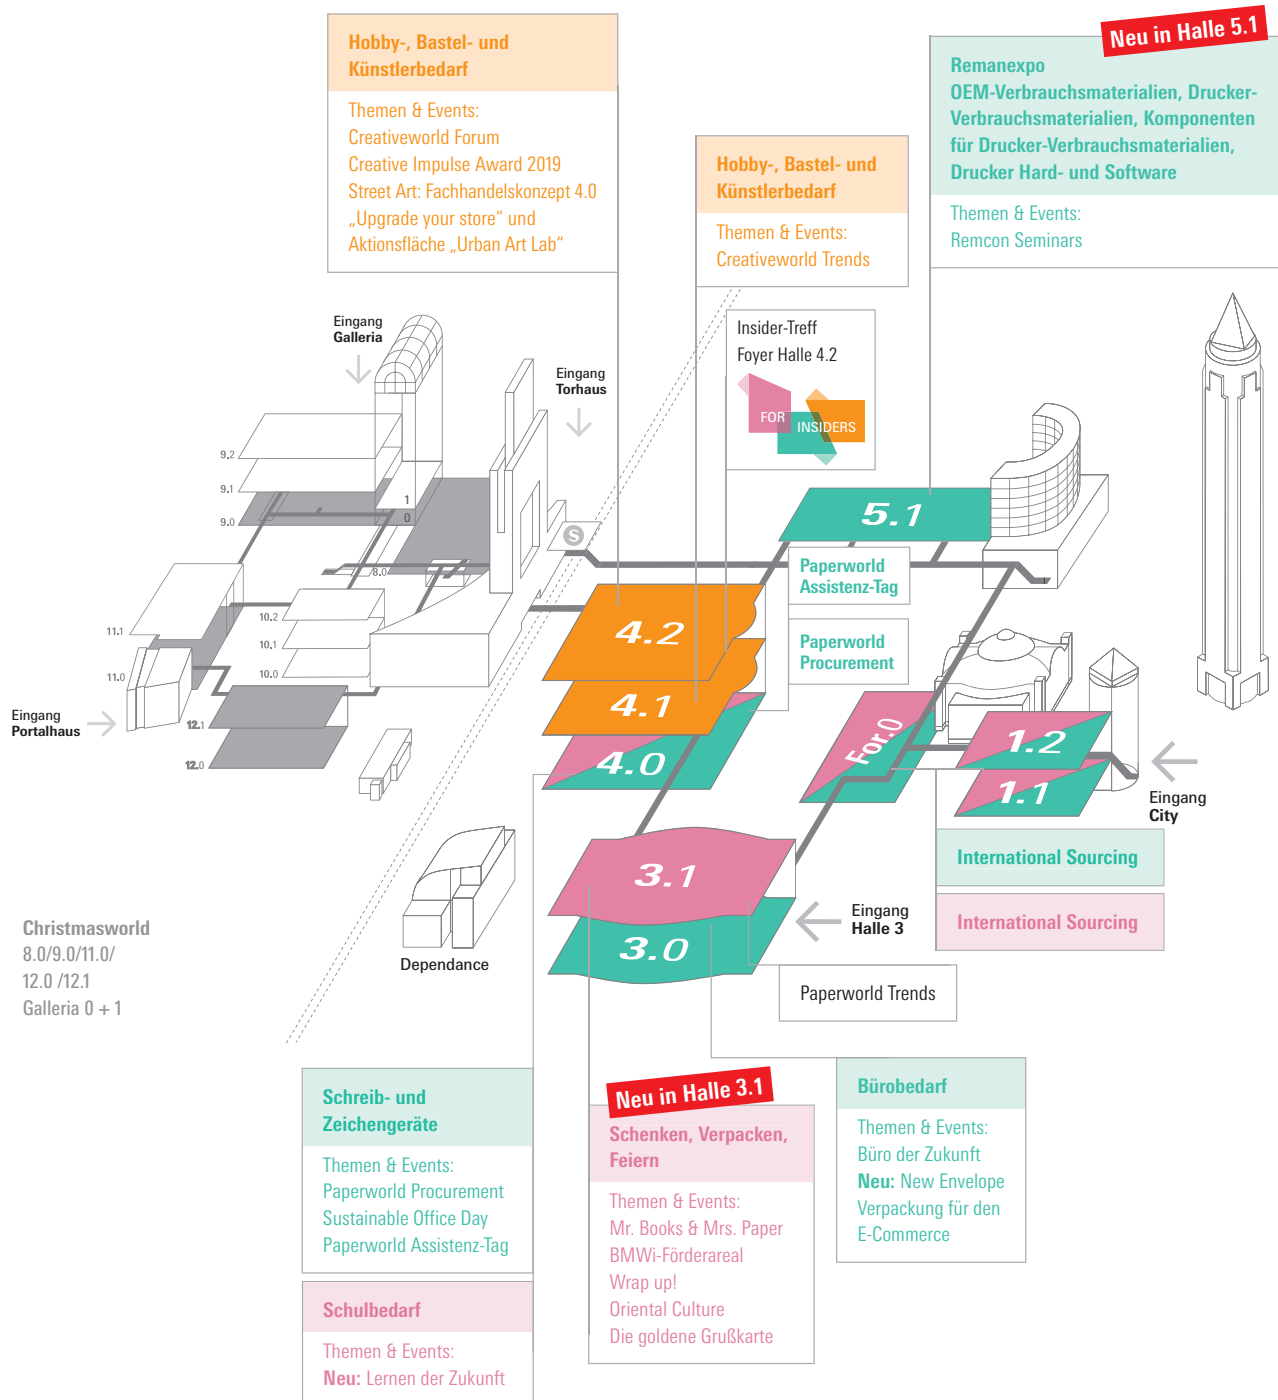 Hobby-, Bastel- und
Künstlerbedarf
Themen & Events:
Creativeworld Forum
Creative Impulse Award 2019
Street Art: Fachhandelskonzept 4.0
„Upgrade your store“ und
Aktionsfläche „Urban Art Lab“
Hobby-, Bastel- und
Künstlerbedarf
Themen & Events:
Creativeworld Trends
Neu in Halle 5.1
Remanexpo
OEM-Verbrauchsmaterialien, Drucker-
Verbrauchsmaterialien, Komponenten
für Drucker-Verbrauchsmaterialien,
Drucker Hard- und Software
Themen & Events:
Remcon Seminars
Insider-Treff
Foyer Halle 4.2
FOR
INSIDERS
Eingang
Galleria
Eingang
Torhaus
9.2
9.1
9.0
1
0
8.0
S
11.1
11.0
10.2
10.1
10.0
12.1
12.0
Eingang
Portalhaus
5.1
Paperworld
Assistenz-Tag
Paperworld
Procurement
4.2
4.1
4.0
For.0
1.2
1.1
Eingang
City
International Sourcing
International Sourcing
3.1
3.0
Eingang
Halle 3
Dependance
Paperworld Trends
Christmasworld
8.0/9.0/11.0/
12.0 /12.1
Galleria 0 + 1
Schreib- und
Zeichengeräte
Themen & Events:
Paperworld Procurement
Sustainable Office Day
Paperworld Assistenz-Tag
Schulbedarf
Themen & Events:
Neu: Lernen der Zukunft
Neu in Halle 3.1
Schenken, Verpacken,
Feiern
Themen & Events:
Mr. Books & Mrs. Paper
BMWi-Förderareal
Wrap up!
Oriental Culture
Die goldene Grußkarte
Bürobedarf
Themen & Events:
Büro der Zukunft
Neu: New Envelope
Verpackung für den
E-Commerce